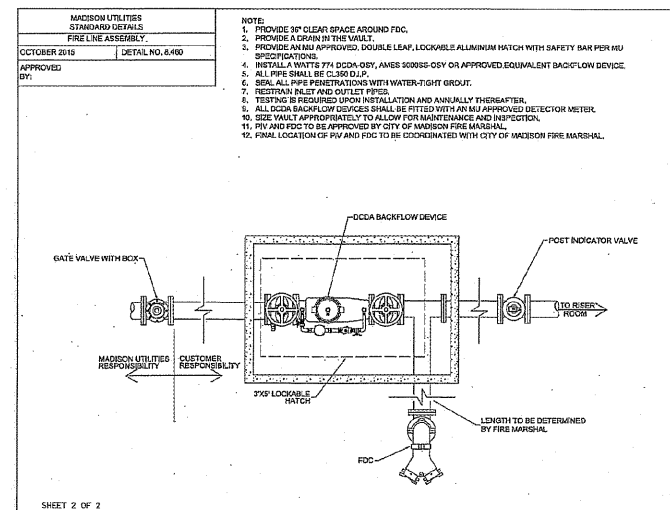 MADISON UTILITIES
STANDARD DETAILS
FIRE LINE ASSEMBLY.
OCTOBER 2015 DETAIL NO. 8.460
APPROVED
BY:
NOTE:
1. PROVIDE 36" CLEAR SPACE AROUND FDC.
2. PROVIDE A DRAIN IN THE VAULT.
3. PROVIDE AN MU APPROVED, DOUBLE LEAF, LOCKABLE ALUMINUM HATCH WITH SAFETY BAR PER MU
SPECIFICATIONS.
4. INSTALL A WATTS 774 DCDA-OSY, AMES 3000SS-OSY OR APPROVED EQUIVALENT BACKFLOW DEVICE.
5. ALL PIPE SHALL BE CL350 D.I.P.
6. SEAL ALL PIPE PENETRATIONS WITH WATER-TIGHT GROUT.
7. RESTRAIN INLET AND OUTLET PIPES.
8. TESTING IS REQUIRED UPON INSTALLATION AND ANNUALLY THEREAFTER.
9. ALL DCDA BACKFLOW DEVICES SHALL BE FITTED WITH AN MU APPROVED DETECTOR METER.
10. SIZE VAULT APPROPRIATELY TO ALLOW FOR MAINTENANCE AND INSPECTION.
11. PIV AND FDC TO BE APPROVED BY CITY OF MADISON FIRE MARSHAL.
12. FINAL LOCATION OF PIV AND FDC TO BE COORDINATED WITH CITY OF MADISON FIRE MARSHAL.
DCDA BACKFLOW DEVICE
POST INDICATOR VALVE
GATE VALVE WITH BOX
TO RISER
ROOM
MADISON UTILITIES
RESPONSIBILITY
CUSTOMER
RESPONSIBILITY
3'X5' LOCKABLE
HATCH
LENGTH TO BE DETERMINED
BY FIRE MARSHAL
FDC
SHEET 2 OF 2